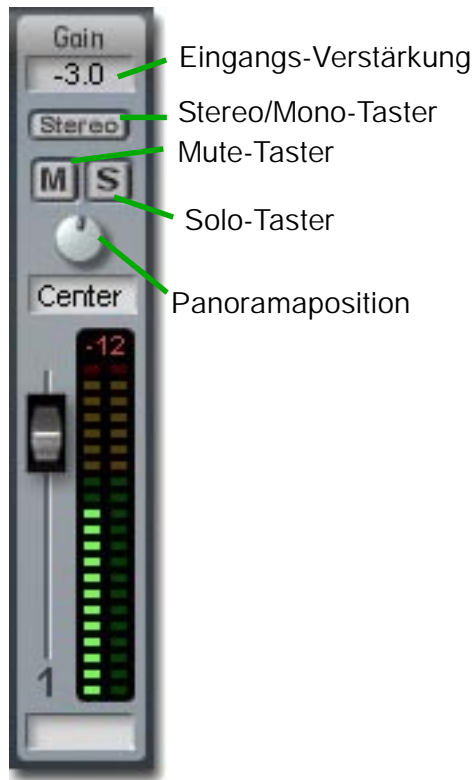 Gain
-3.0
Eingangs-Verstärkung
Stereo
Stereo/Mono-Taster
Mute-Taster
M S
Solo-Taster
Center
Panoramaposition
-12
1